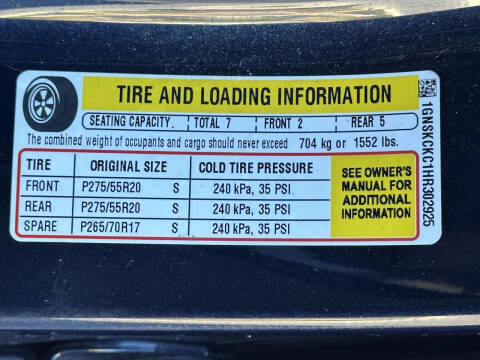 TIRE AND LOADING INFORMATION
SEATING CAPACITY. TOTAL 7 FRONT 2 REAR 5
The combined weight of occupants and cargo should never exceed 704 kg or 1552 lbs.
TIRE ORIGINAL SIZE COLD TIRE PRESSURE
FRONT P275/55R20 S 240 kPa, 35 PSI
REAR P275/55R20 S 240 kPa, 35 PSI
SPARE P265/70R17 S 240 kPa, 35 PSI
SEE OWNER'S
MANUAL FOR
ADDITIONAL
INFORMATION
1GNSKCKC1HR302925